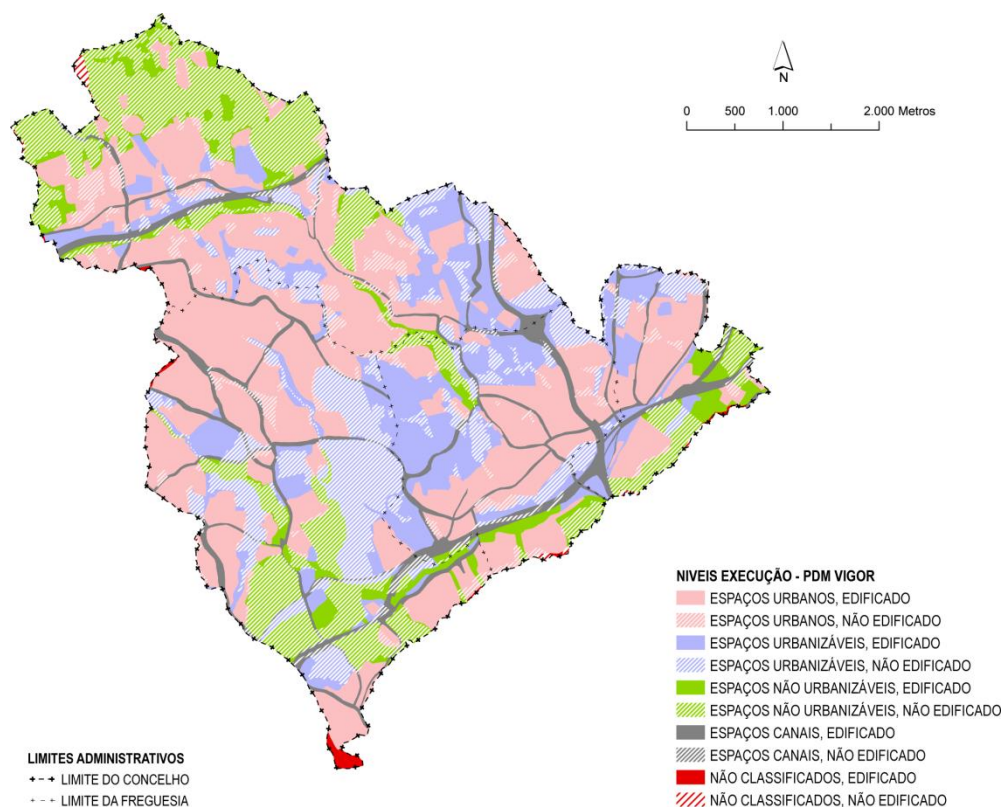 N
0 500 1.000 2.000 Metros
NIVEIS EXECUÇÃO - PDM VIGOR
ESPAÇOS URBANOS, EDIFICADO
ESPAÇOS URBANOS, NÃO EDIFICADO
ESPAÇOS URBANIZÁVEIS, EDIFICADO
ESPAÇOS URBANIZÁVEIS, NÃO EDIFICADO
ESPAÇOS NÃO URBANIZÁVEIS, EDIFICADO
ESPAÇOS NÃO URBANIZÁVEIS, NÃO EDIFICADO
ESPAÇOS CANAIS, EDIFICADO
ESPAÇOS CANAIS, NÃO EDIFICADO
NÃO CLASSIFICADOS, EDIFICADO
NÃO CLASSIFICADOS, NÃO EDIFICADO
LIMITES ADMINISTRATIVOS
LIMITE DO CONCELHO
LIMITE DA FREGUESIA